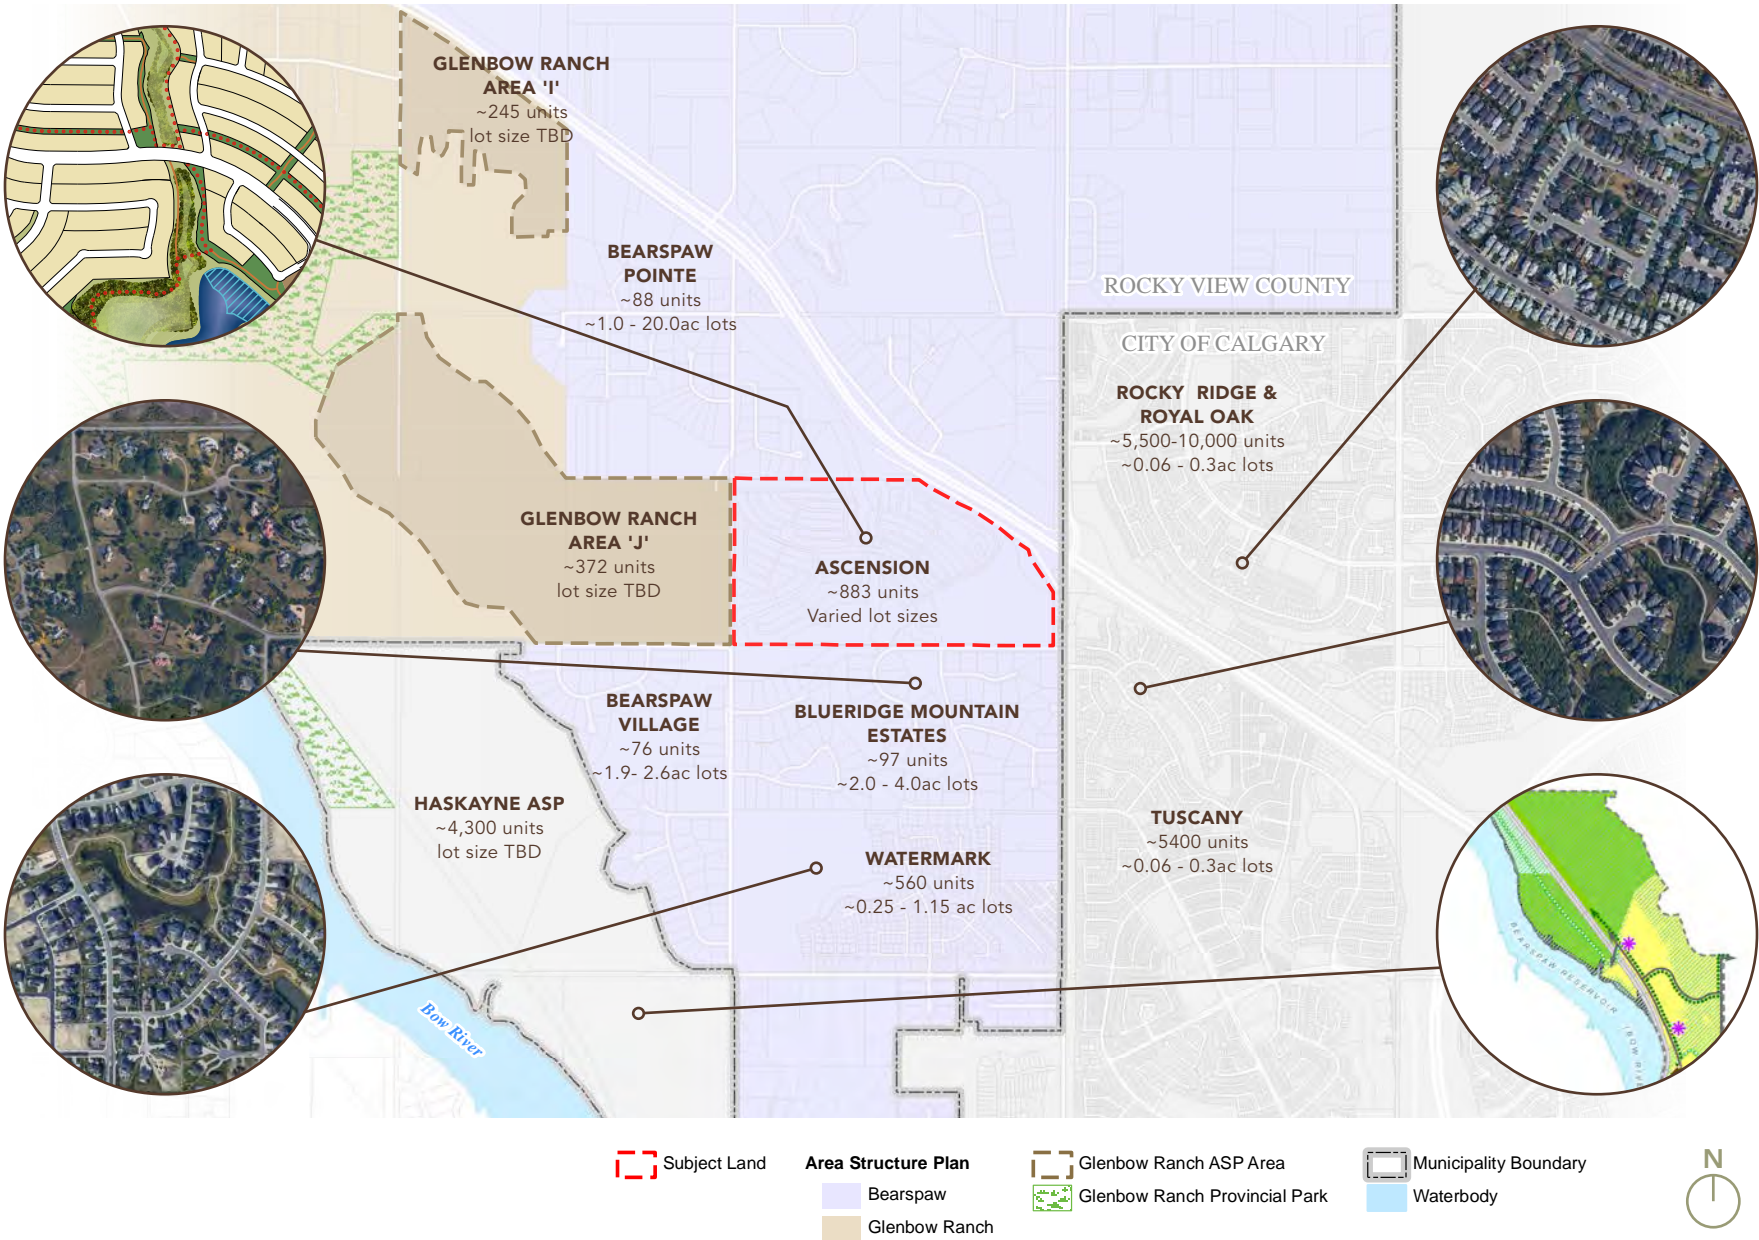 GLENBOW RANCH
AREA 'I'
~245 units
lot size TBD
BEARSPAW
POINTE
~88 units
~1.0 - 20.0ac lots
ROCKY VIEW COUNTY
CITY OF CALGARY
ROCKY RIDGE &
ROYAL OAK
~5,500-10,000 units
~0.06 - 0.3ac lots
GLENBOW RANCH
AREA 'J'
~372 units
lot size TBD
ASCENSION
~883 units
Varied lot sizes
BEARSPAW
VILLAGE
~76 units
~1.9- 2.6ac lots
BLUERIDGE MOUNTAIN
ESTATES
~97 units
~2.0 - 4.0ac lots
HASKAYNE ASP
~4,300 units
lot size TBD
WATERMARK
~560 units
~0.25 - 1.15 ac lots
TUSCANY
~5400 units
~0.06 - 0.3ac lots
Bow River
BEARSPAW RESERVOIR
Subject Land
Area Structure Plan
Bearspaw
Glenbow Ranch
Glenbow Ranch ASP Area
Glenbow Ranch Provincial Park
Municipality Boundary
Waterbody
N